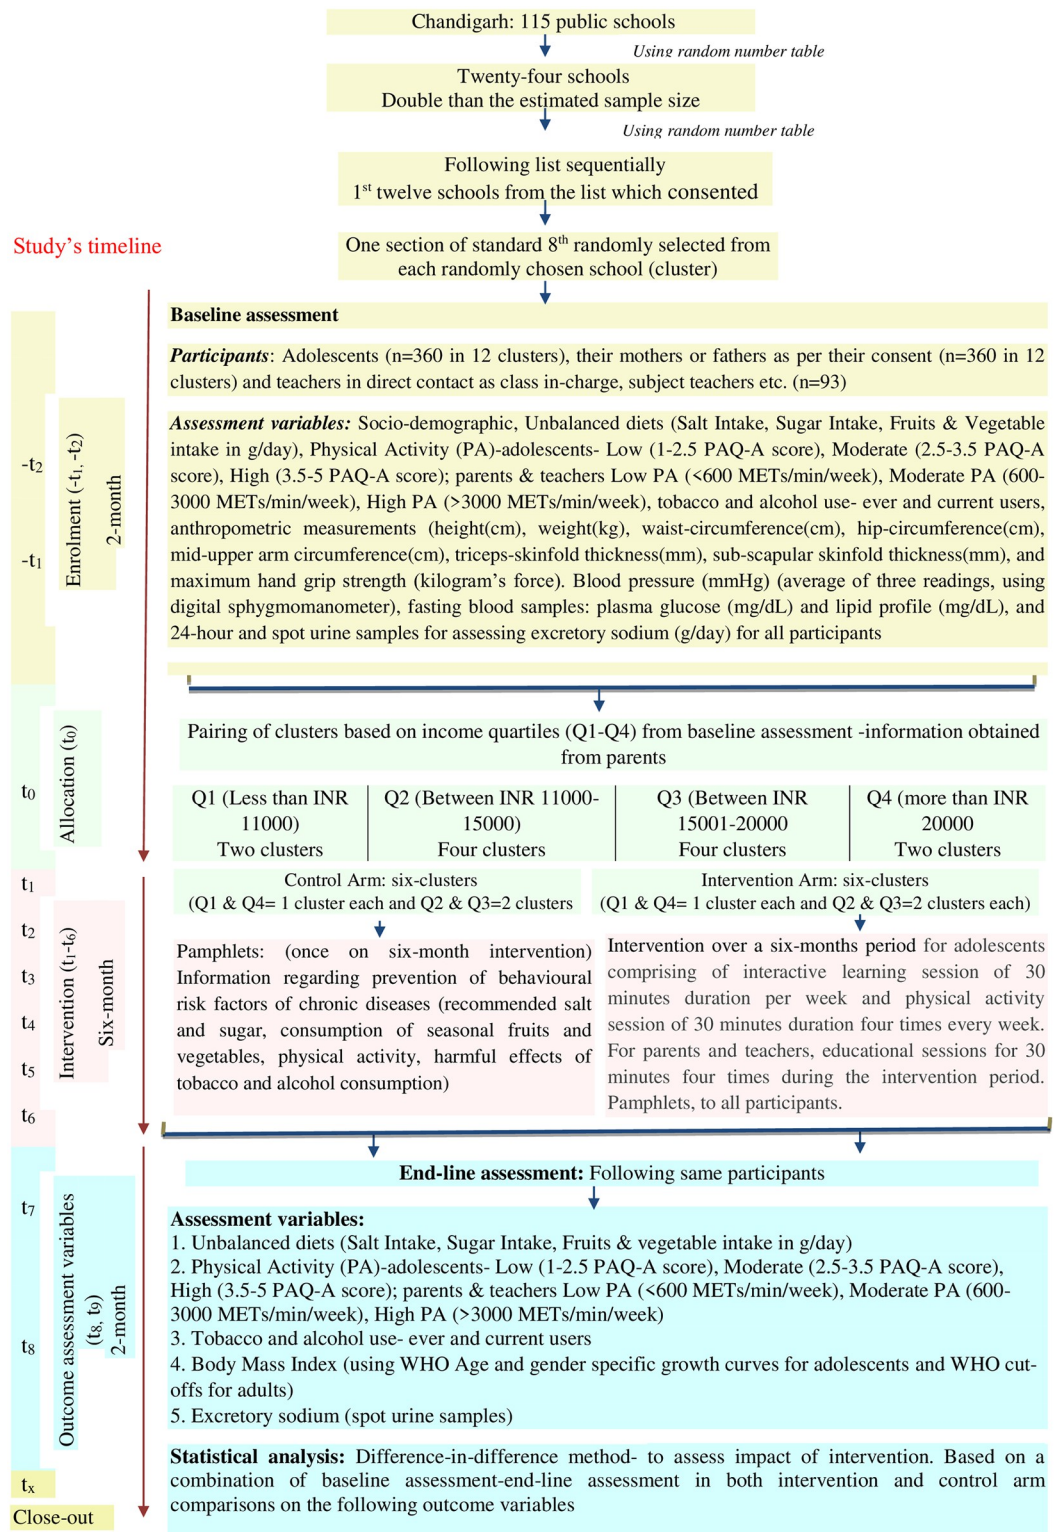 Chandigarh: 115 public schools
Using random number table
Twenty-four schools
Double than the estimated sample size
Using random number table
Following list sequentially
1st twelve schools from the list which consented
Study's timeline
One section of standard 8th randomly selected from
each randomly chosen school (cluster)
Baseline assessment
Participants: Adolescents (n=360 in 12 clusters), their mothers or fathers as per their consent (n=360 in 12
clusters) and teachers in direct contact as class in-charge, subject teachers etc. (n=93)
-t2
-t1
Enrolment (-t1, -t2)
2-month
Assessment variables: Socio-demographic, Unbalanced diets (Salt Intake, Sugar Intake, Fruits & Vegetable
intake in g/day), Physical Activity (PA)-adolescents- Low (1-2.5 PAQ-A score), Moderate (2.5-3.5 PAQ-A
score), High (3.5-5 PAQ-A score); parents & teachers Low PA (<600 METs/min/week), Moderate PA (600-
3000 METs/min/week), High PA (>3000 METs/min/week), tobacco and alcohol use- ever and current users,
anthropometric measurements (height(cm), weight(kg), waist-circumference(cm), hip-circumference(cm),
mid-upper arm circumference(cm), triceps-skinfold thickness(mm), sub-scapular skinfold thickness(mm), and
maximum hand grip strength (kilogram's force). Blood pressure (mmHg) (average of three readings, using
digital sphygmomanometer), fasting blood samples: plasma glucose (mg/dL) and lipid profile (mg/dL), and
24-hour and spot urine samples for assessing excretory sodium (g/day) for all participants
t0
Allocation (t0)
Pairing of clusters based on income quartiles (Q1-Q4) from baseline assessment -information obtained
from parents
Q1 (Less than INR
11000)
Two clusters
Q2 (Between INR 11000-
15000)
Four clusters
Q3 (Between INR
15001-20000
Four clusters
Q4 (more than INR
20000
Two clusters
t1
t2
t3
t4
t5
t6
Intervention (t1-t6)
Six-month
Control Arm: six-clusters
(Q1 & Q4= 1 cluster each and Q2 & Q3=2 clusters
Intervention Arm: six-clusters
(Q1 & Q4= 1 cluster each and Q2 & Q3=2 clusters each)
Pamphlets: (once on six-month intervention)
Information regarding prevention of behavioural
risk factors of chronic diseases (recommended salt
and sugar, consumption of seasonal fruits and
vegetables, physical activity, harmful effects of
tobacco and alcohol consumption)
Intervention over a six-months period for adolescents
comprising of interactive learning session of 30
minutes duration per week and physical activity
session of 30 minutes duration four times every week.
For parents and teachers, educational sessions for 30
minutes four times during the intervention period.
Pamphlets, to all participants.
t7
t8
Outcome assessment variables
(t8, t9)
2-month
End-line assessment: Following same participants
Assessment variables:
1. Unbalanced diets (Salt Intake, Sugar Intake, Fruits & vegetable intake in g/day)
2. Physical Activity (PA)-adolescents- Low (1-2.5 PAQ-A score), Moderate (2.5-3.5 PAQ-A score),
High (3.5-5 PAQ-A score); parents & teachers Low PA (<600 METs/min/week), Moderate PA (600-
3000 METs/min/week), High PA (>3000 METs/min/week)
3. Tobacco and alcohol use- ever and current users
4. Body Mass Index (using WHO Age and gender specific growth curves for adolescents and WHO cut-
offs for adults)
5. Excretory sodium (spot urine samples)
Statistical analysis: Difference-in-difference method- to assess impact of intervention. Based on a
combination of baseline assessment-end-line assessment in both intervention and control arm
comparisons on the following outcome variables
tx
Close-out